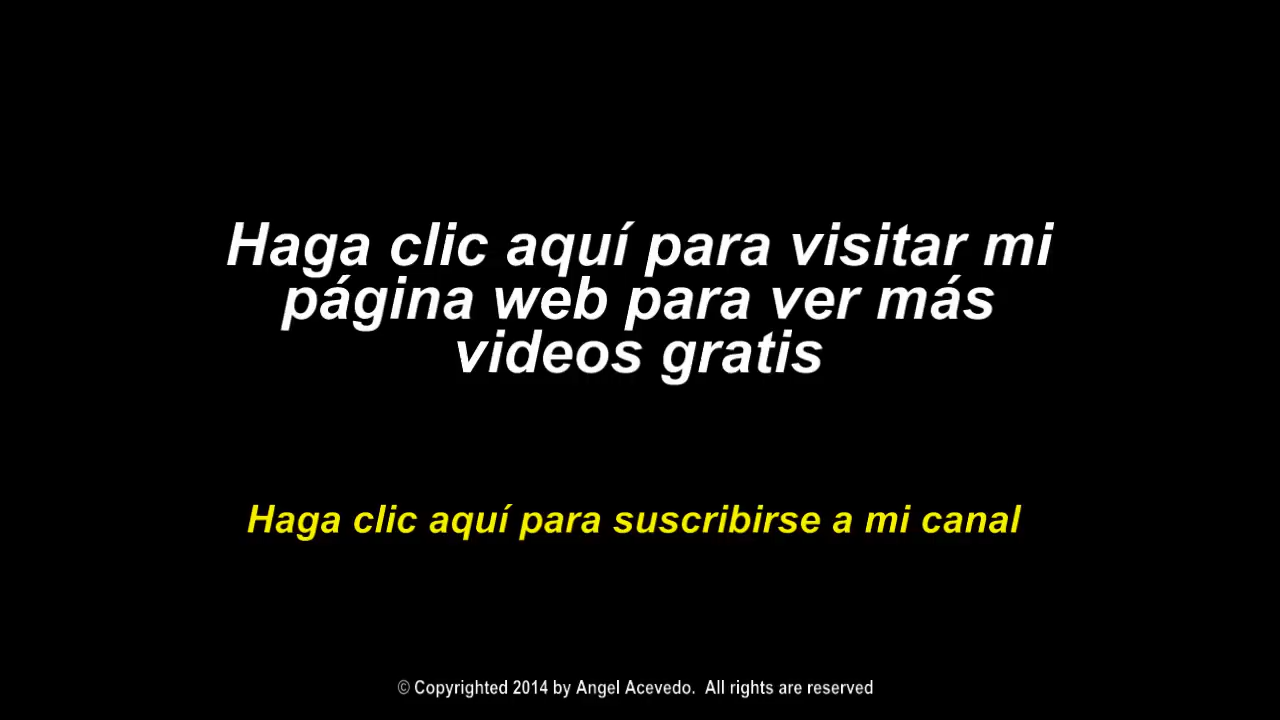 Haga clic aquí para visitar mi
página web para ver más
videos gratis
Haga clic aquí para suscribirse a mi canal
© Copyrighted 2014 by Angel Acevedo.  All rights are reserved